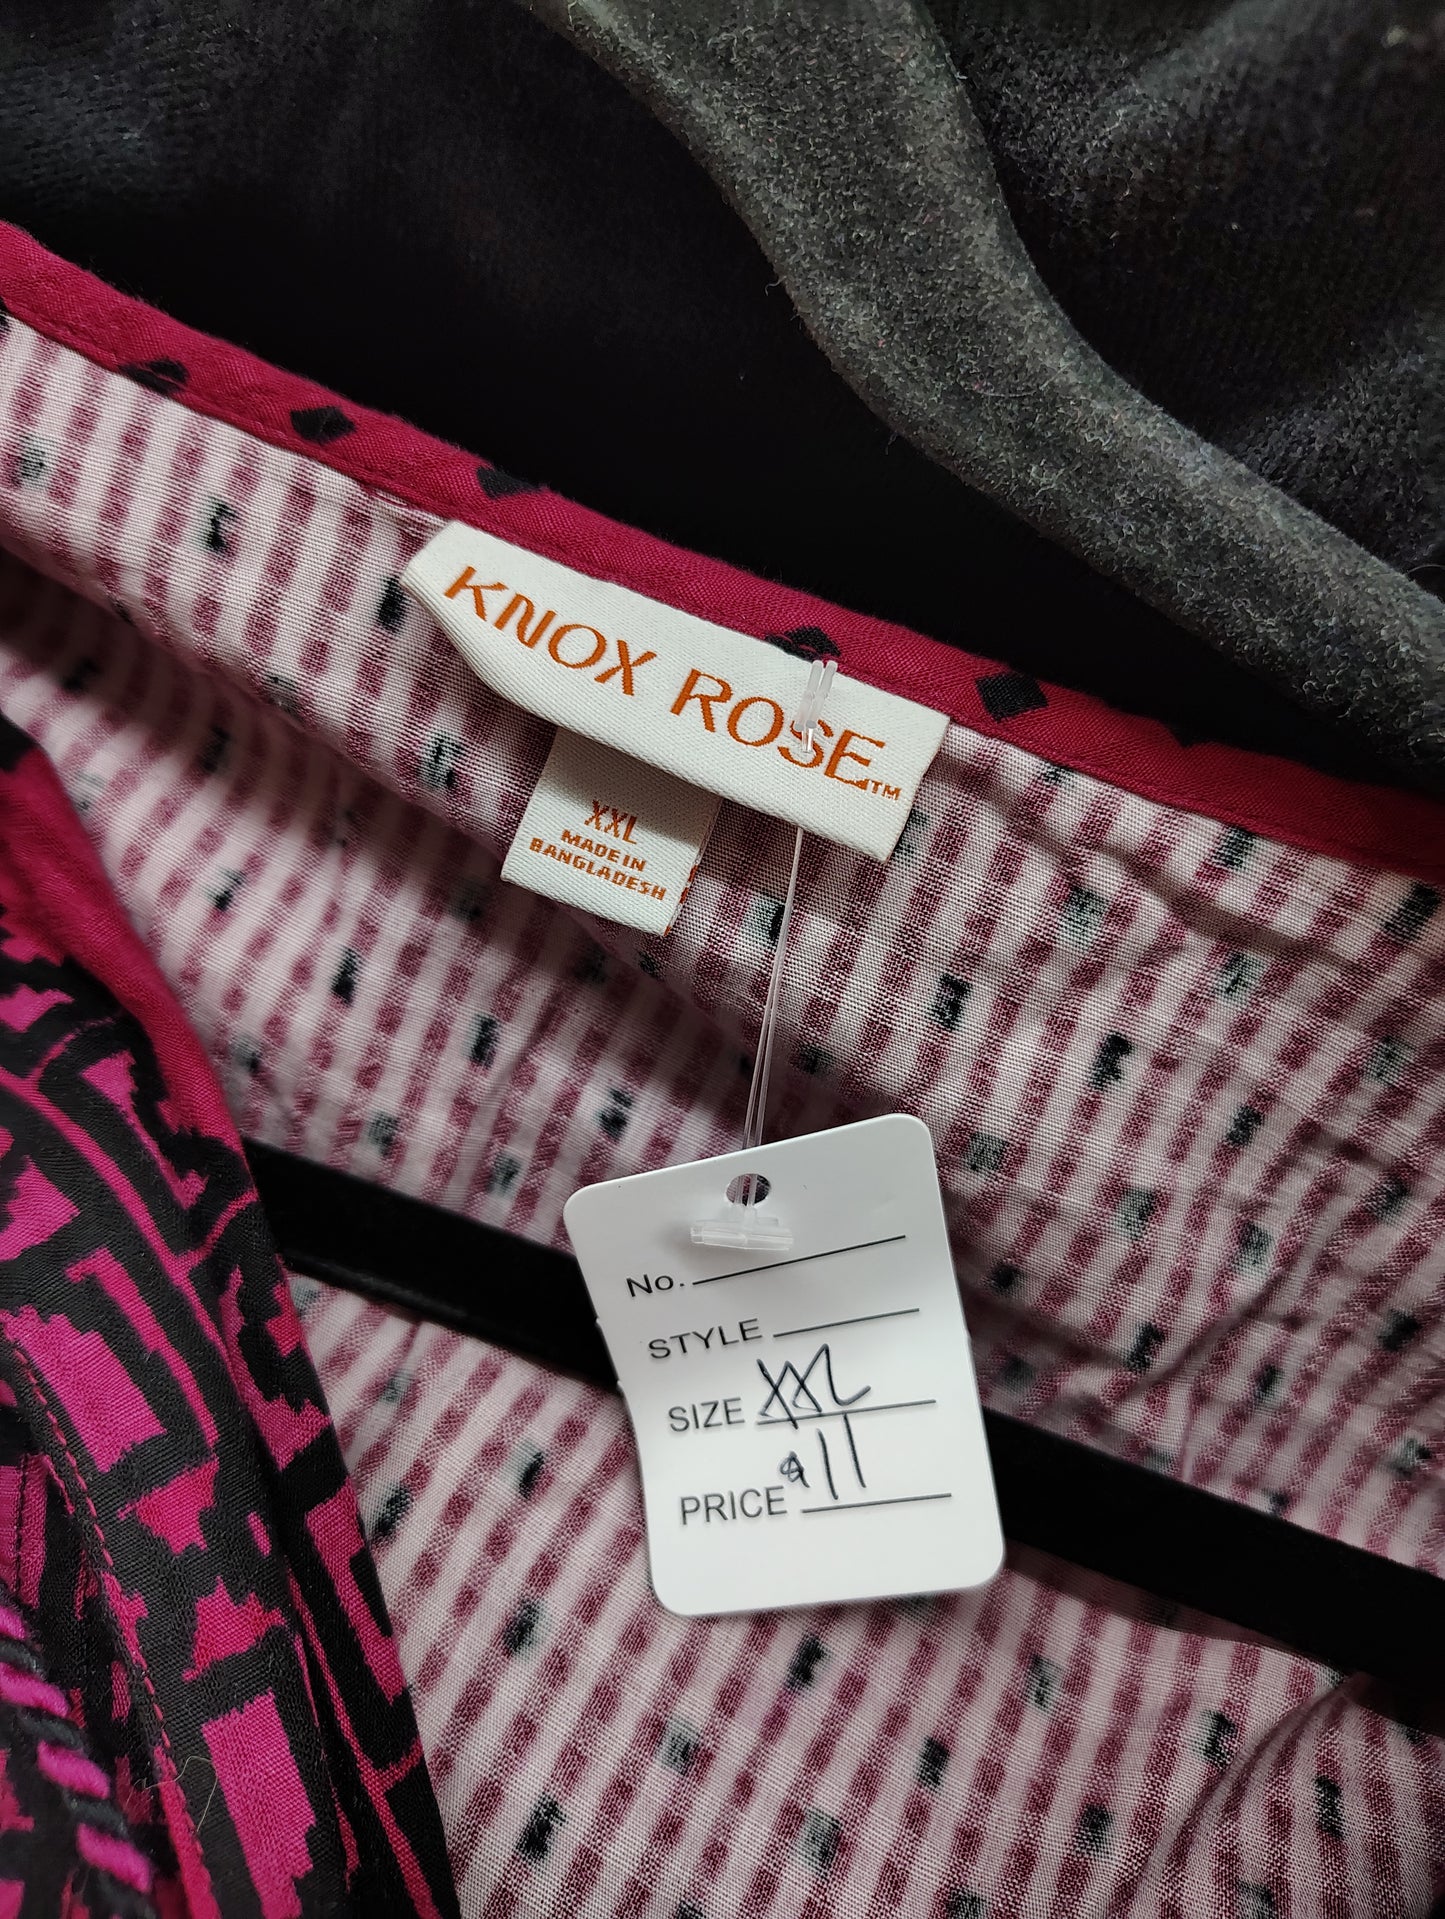 KNOX ROSE™
XXL
MADE IN
BANGLADESH
No.
STYLE
SIZE XXL
PRICE $11